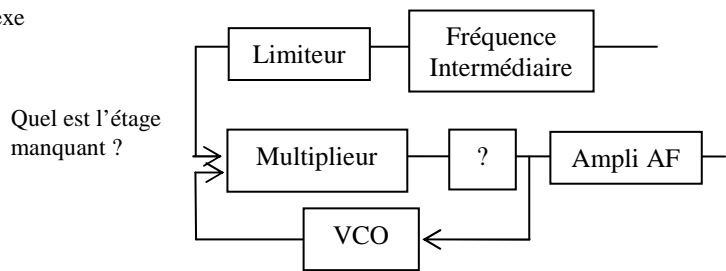 exe
Fréquence
Intermédiaire
Limiteur
Quel est l'étage
manquant ?
Multiplieur
?
Ampli AF
VCO